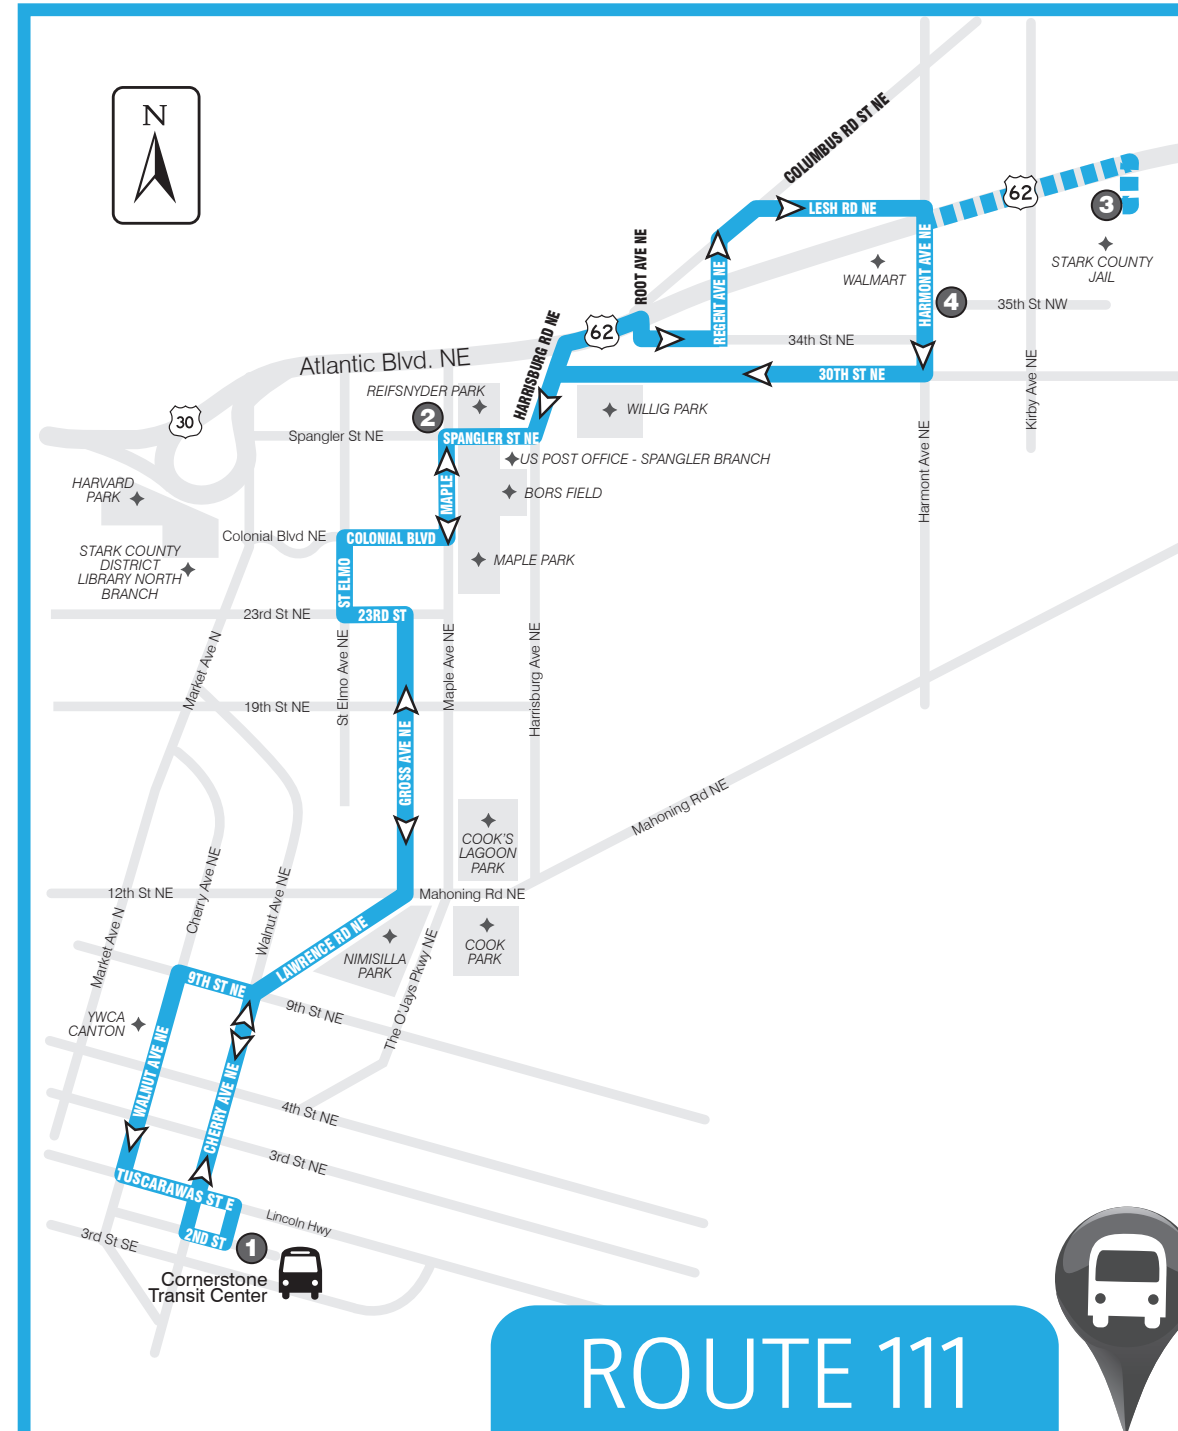 N
COLUMBUS RD ST NE
62
3
LESH RD NE
STARK COUNTY
JAIL
ROOT AVE NE
REGENT AVE NE
WALMART
HARMONT AVE NE
4
35th St NW
62
34th St NE
HARRISBURG RD NE
Atlantic Blvd. NE
30TH ST NE
Kirby Ave NE
REIFSNYDER PARK
2
WILLIG PARK
30
Spangler St NE
SPANGLER ST NE
US POST OFFICE - SPANGLER BRANCH
Harmont Ave NE
HARVARD
PARK
MAPLE
BORS FIELD
Colonial Blvd NE
COLONIAL BLVD
STARK COUNTY
DISTRICT
LIBRARY NORTH
BRANCH
MAPLE PARK
ST ELMO
23rd St NE
23RD ST
Market Ave N
St Elmo Ave NE
Maple Ave NE
Harrisburg Ave NE
19th St NE
GROSS AVE NE
Mahoning Rd NE
COOK'S
LAGOON
PARK
12th St NE
Cherry Ave NE
Walnut Ave NE
Mahoning Rd NE
Market Ave N
LAWRENCE RD NE
NIMISILLA
PARK
COOK
PARK
The O'Jays Pkwy NE
9TH ST NE
9th St NE
YWCA
CANTON
WALNUT AVE NE
CHERRY AVE NE
4th St NE
3rd St NE
TUSCARAWAS ST E
Lincoln Hwy
3rd St SE
2ND ST
1
Cornerstone
Transit Center
ROUTE 111